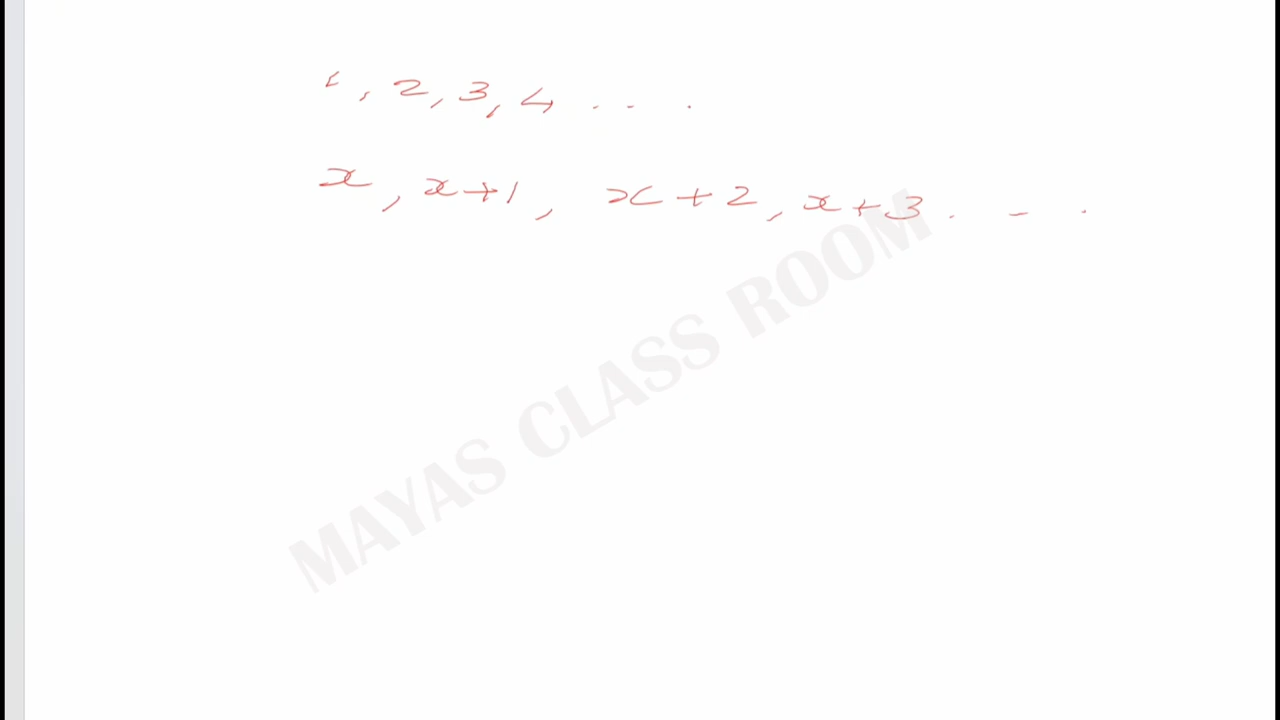 1, 2, 3, 4 . . .
x, x+1, x+2, x+3 . - .
MAYAS CLASS ROOM